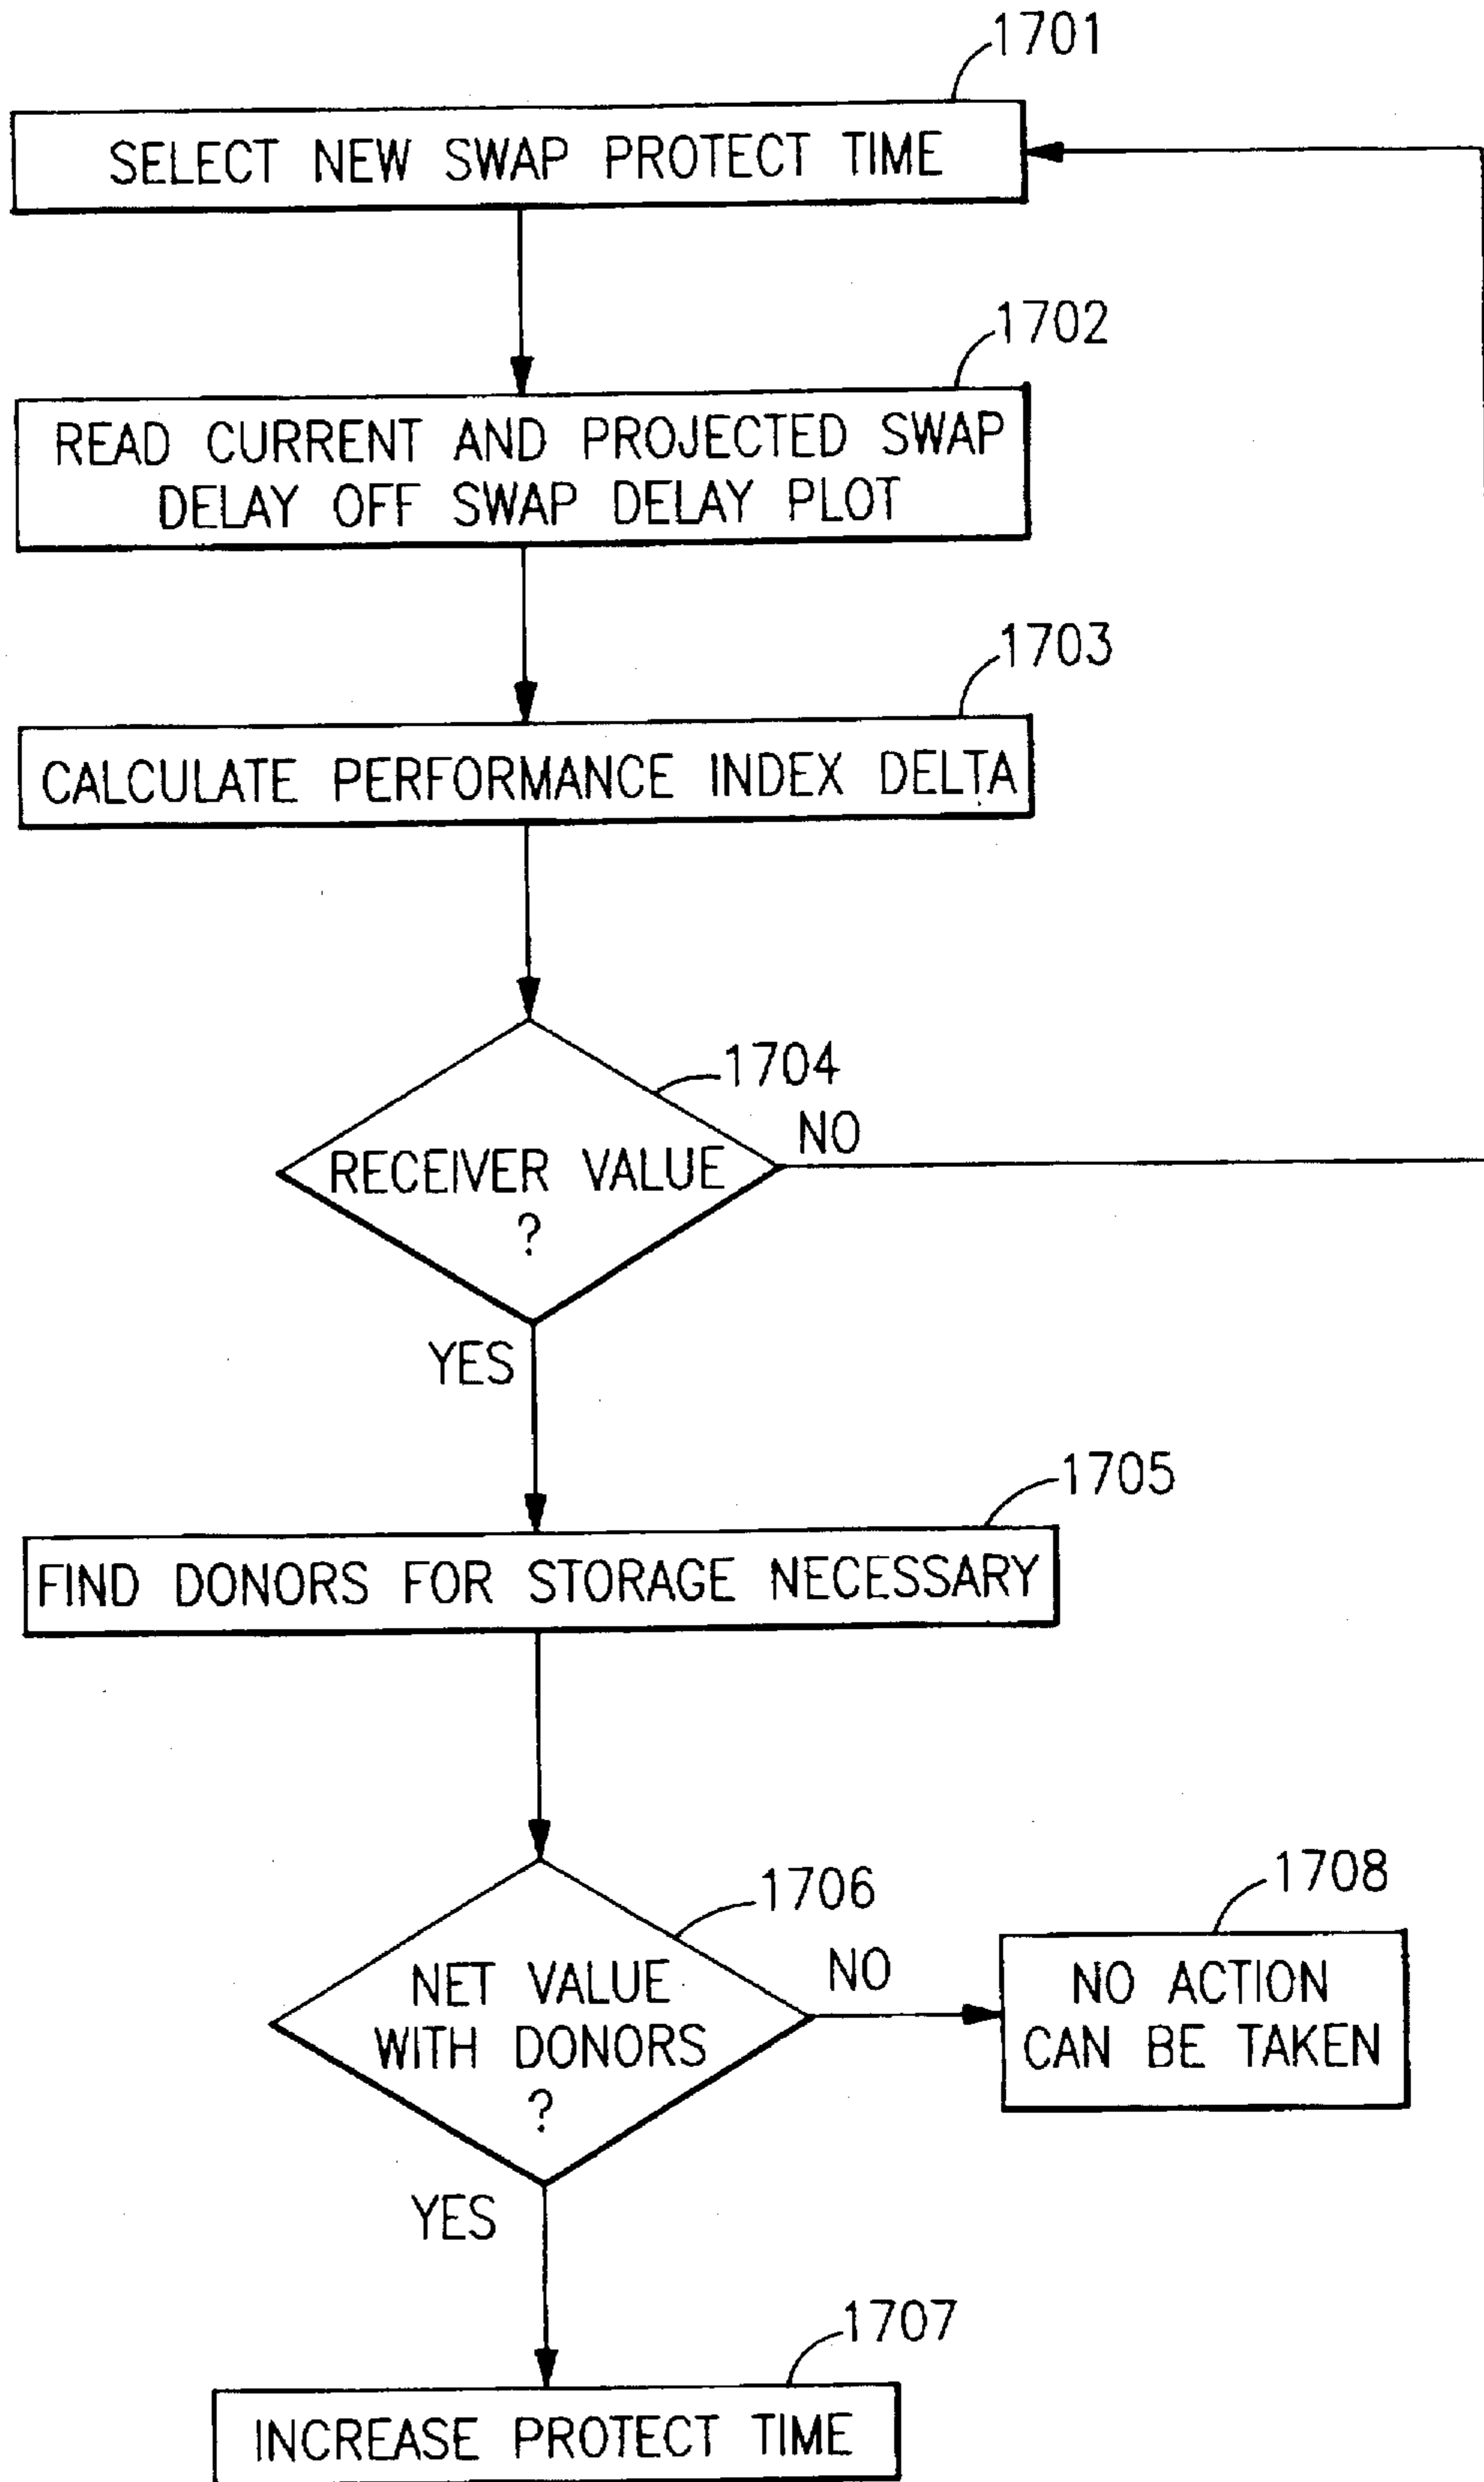 1701
SELECT NEW SWAP PROTECT TIME
1702
READ CURRENT AND PROJECTED SWAP
DELAY OFF SWAP DELAY PLOT
1703
CALCULATE PERFORMANCE INDEX DELTA
1704
NO
RECEIVER VALUE
?
YES
1705
FIND DONORS FOR STORAGE NECESSARY
1706
NET VALUE
WITH DONORS
?
NO
1708
NO ACTION
CAN BE TAKEN
YES
1707
INCREASE PROTECT TIME